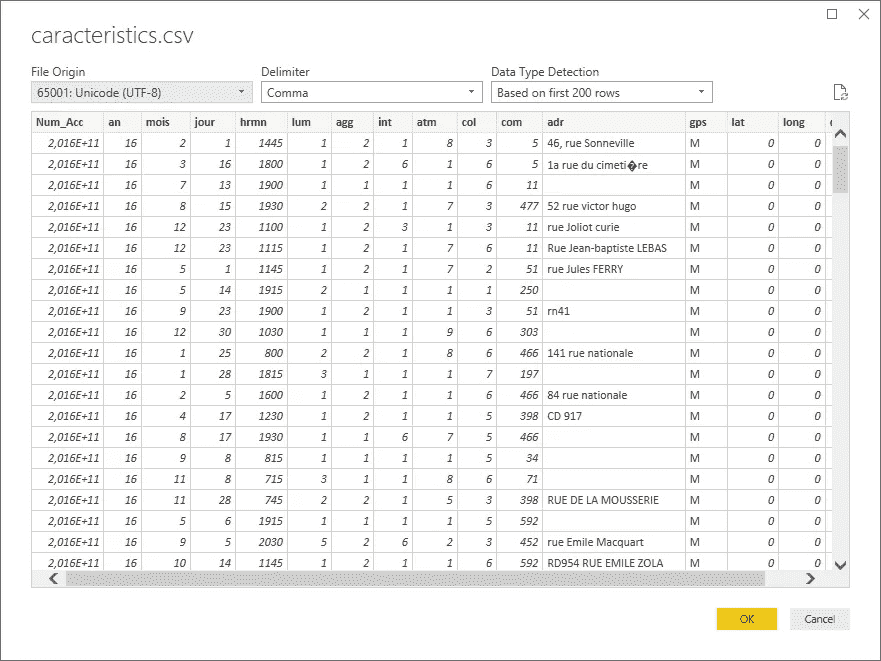 caracteristics.csv
File Origin Delimiter Data Type Detection
65001: Unicode (UTF-8) Comma Based on first 200 rows
Num_Acc an mois jour hrmn lum agg int atm col com adr gps lat long
2,016E+11 16 2 1 1445 1 2 1 8 3 5 46, rue Sonneville M 0 0
2,016E+11 16 3 16 1800 1 2 6 1 6 5 1a rue du cimeti�re M 0 0
2,016E+11 16 7 13 1900 1 1 1 1 6 11 M 0 0
2,016E+11 16 8 15 1930 2 2 1 7 3 477 52 rue victor hugo M 0 0
2,016E+11 16 12 23 1100 1 2 3 1 3 11 rue Joliot curie M 0 0
2,016E+11 16 12 23 1115 1 2 1 7 6 11 Rue Jean-baptiste LEBAS M 0 0
2,016E+11 16 5 1 1145 1 2 1 7 2 51 rue Jules FERRY M 0 0
2,016E+11 16 5 14 1915 2 1 1 1 1 250 M 0 0
2,016E+11 16 9 23 1900 1 2 1 1 3 51 rn41 M 0 0
2,016E+11 16 12 30 1030 1 1 1 9 6 303 M 0 0
2,016E+11 16 1 25 800 2 2 1 8 6 466 141 rue nationale M 0 0
2,016E+11 16 1 28 1815 3 1 1 1 7 197 M 0 0
2,016E+11 16 2 5 1600 1 2 1 1 6 466 84 rue nationale M 0 0
2,016E+11 16 4 17 1230 1 2 1 1 5 398 CD 917 M 0 0
2,016E+11 16 8 17 1930 1 1 6 7 5 466 M 0 0
2,016E+11 16 9 8 815 1 1 1 1 5 34 M 0 0
2,016E+11 16 11 8 715 3 1 1 8 6 71 M 0 0
2,016E+11 16 11 28 745 2 2 1 5 3 398 RUE DE LA MOUSSERIE M 0 0
2,016E+11 16 5 6 1915 1 1 1 1 5 592 M 0 0
2,016E+11 16 9 5 2030 5 2 6 2 3 452 rue Emile Macquart M 0 0
2,016E+11 16 10 14 1145 1 2 1 1 6 592 RD954 RUE EMILE ZOLA M 0 0
OK Cancel